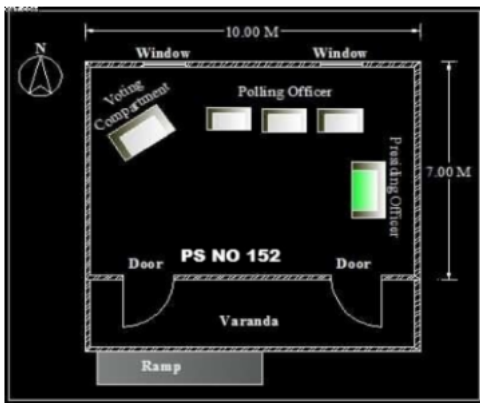 10.00 M
N
Window
Window
Voting
Compartment
Polling Officer
Presiding Officer
7.00 M
PS NO 152
Door
Door
Varanda
Ramp